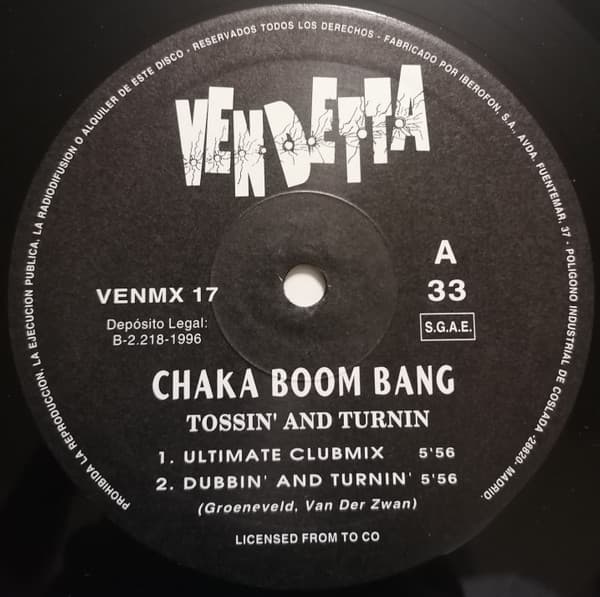 PROHIBIDA LA REPRODUCCION, LA EJECUCION PUBLICA, LA RADIODIFUSION O ALQUILER DE ESTE DISCO - RESERVADOS TODOS LOS DERECHOS - FABRICADO POR IBEROFON, S.A., AVDA. FUENTEMAR, 37 - POLIGONO INDUSTRIAL DE COSLADA -28820- MADRID.
VENDETTA
A
VENMX 17
33
Depósito Legal:
B-2.218-1996
S.G.A.E.
CHAKA BOOM BANG
TOSSIN' AND TURNIN
1. ULTIMATE CLUBMIX 5'56
2. DUBBIN' AND TURNIN' 5'56
(Groeneveld, Van Der Zwan)
LICENSED FROM TO CO